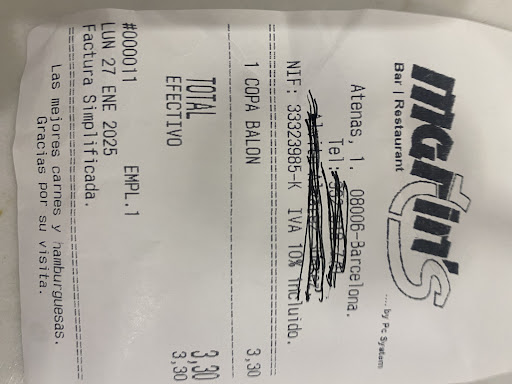 martín's
Bar | Restaurant
.... by Pc System
Atenas, 1. 08006-Barcelona.
Tel
NIF: 33323985-K IVA 10% incluido.
1 COPA BALON 3,30
TOTAL 3,30
EFECTIVO 3,30
#000011 EMPL.1
LUN 27 ENE 2025
Factura Simplificada.
Las mejores carnes y hamburguesas.
Gracias por su visita.